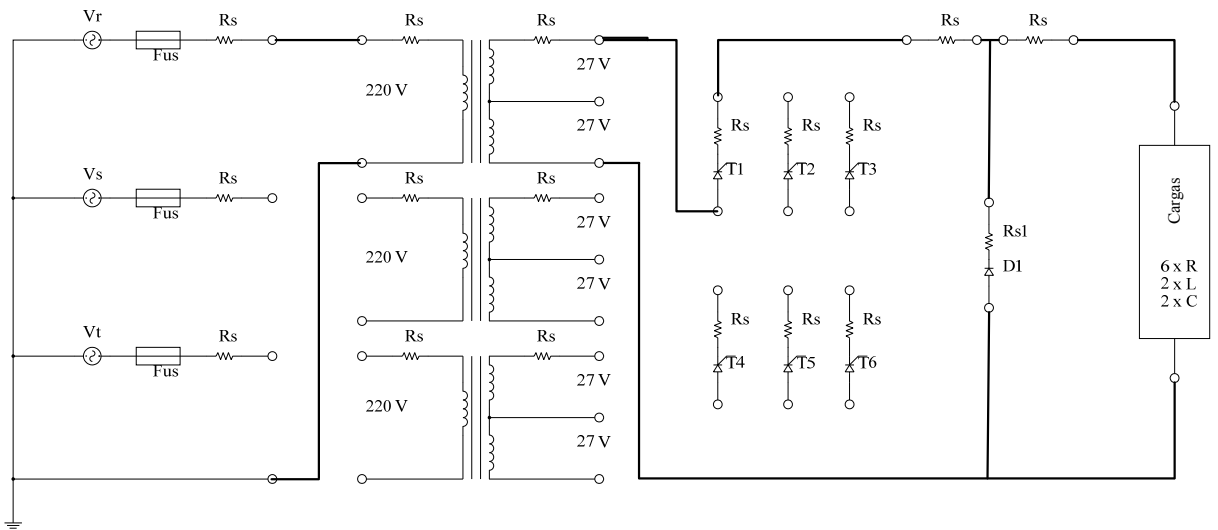 Vr
Rs
Fus
Rs
220 V
Rs
27 V
27 V
Rs
Rs
Rs
T1
Rs
T2
Rs
T3
Vs
Rs
Fus
Rs
220 V
Rs
27 V
27 V
Rs1
D1
Cargas
6 x R
2 x L
2 x C
Rs
T4
Rs
T5
Rs
T6
Vt
Rs
Fus
Rs
220 V
Rs
27 V
27 V